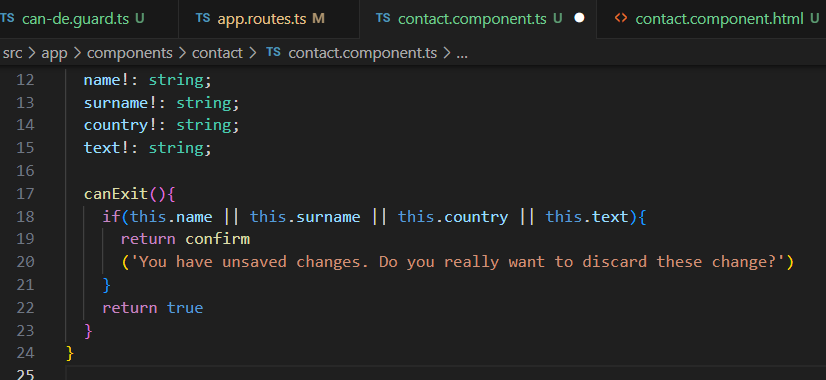 TS can-de.guard.ts U TS app.routes.ts M TS contact.component.ts U ● <> contact.component.html U
src > app > components > contact > TS contact.component.ts > ...
12 name!: string;
13 surname!: string;
14 country!: string;
15 text!: string;
16
17 canExit(){
18 if(this.name || this.surname || this.country || this.text){
19 return confirm
20 ('You have unsaved changes. Do you really want to discard these change?')
21 }
22 return true
23 }
24 }
25